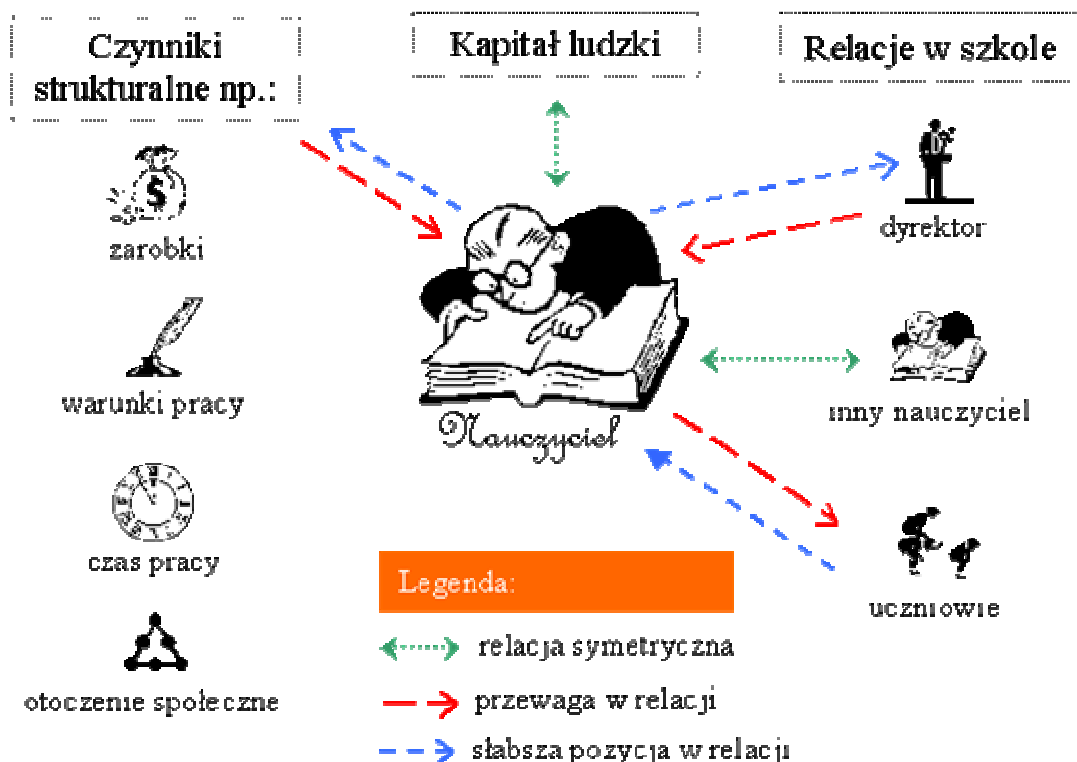 Czynniki
strukturalne np.:
zarobki
warunki pracy
czas pracy
otoczenie społeczne
Kapitał ludzki
Nauczyciel
Relacje w szkole
dyrektor
inny nauczyciel
uczniowie
Legenda:
relacja symetryczna
przewaga w relacji
słabsza pozycja w relacji